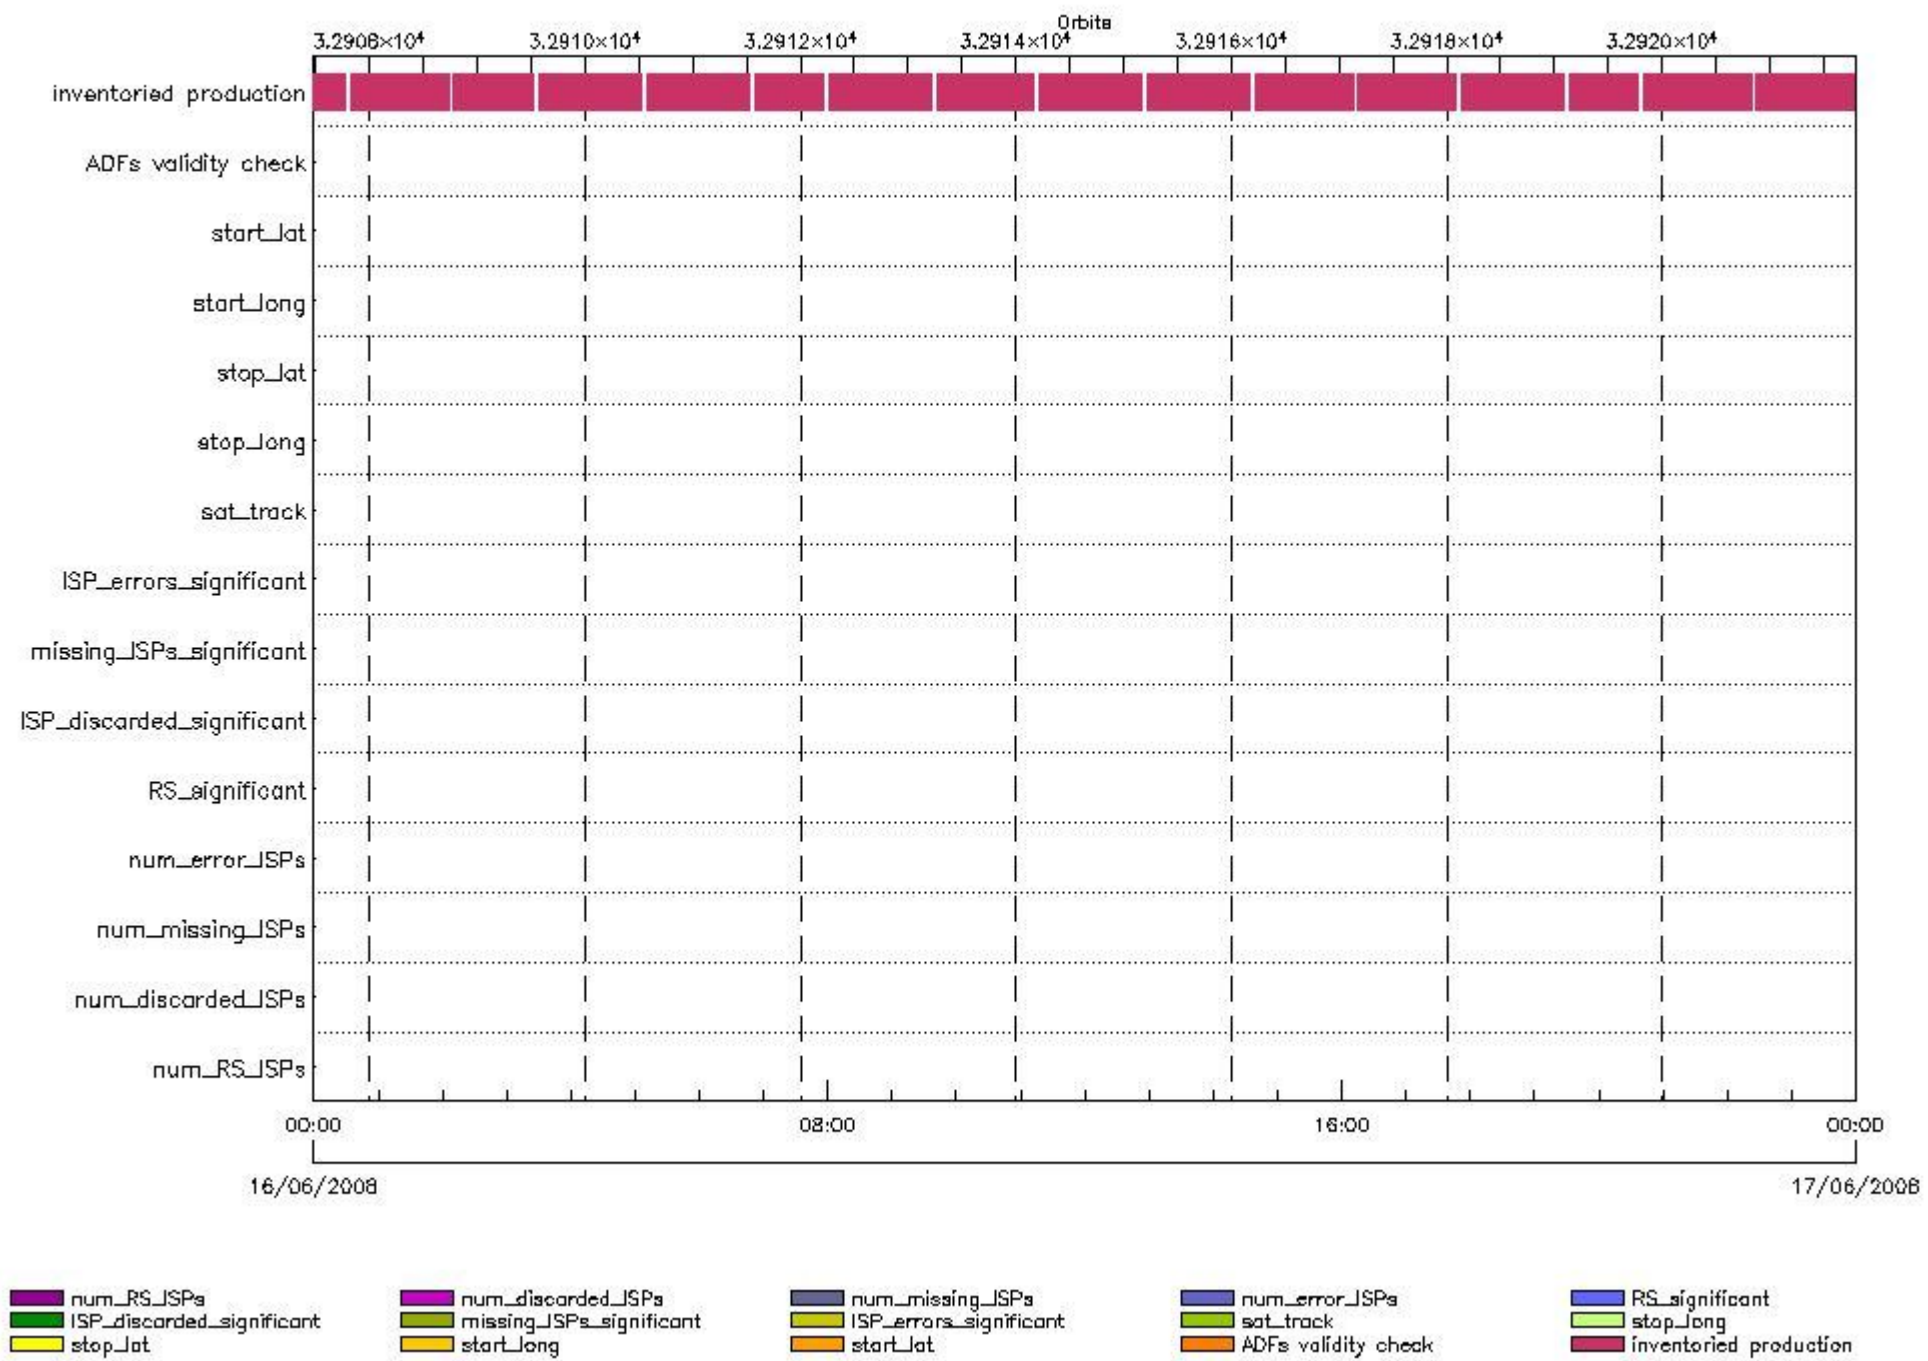 Orbits
3.2908×10⁴ 3.2910×10⁴ 3.2912×10⁴ 3.2914×10⁴ 3.2916×10⁴ 3.2918×10⁴ 3.2920×10⁴
inventoried production
ADFs validity check
start_lat
start_long
stop_lat
stop_long
sat_track
ISP_errors_significant
missing_ISPs_significant
ISP_discarded_significant
RS_significant
num_error_ISPs
num_missing_ISPs
num_discarded_ISPs
num_RS_ISPs
00:00 08:00 16:00 00:00
16/06/2008 17/06/2008
num_RS_ISPs num_discarded_ISPs num_missing_ISPs num_error_ISPs RS_significant
ISP_discarded_significant missing_ISPs_significant ISP_errors_significant sat_track stop_long
stop_lat start_long start_lat ADFs validity check inventoried production